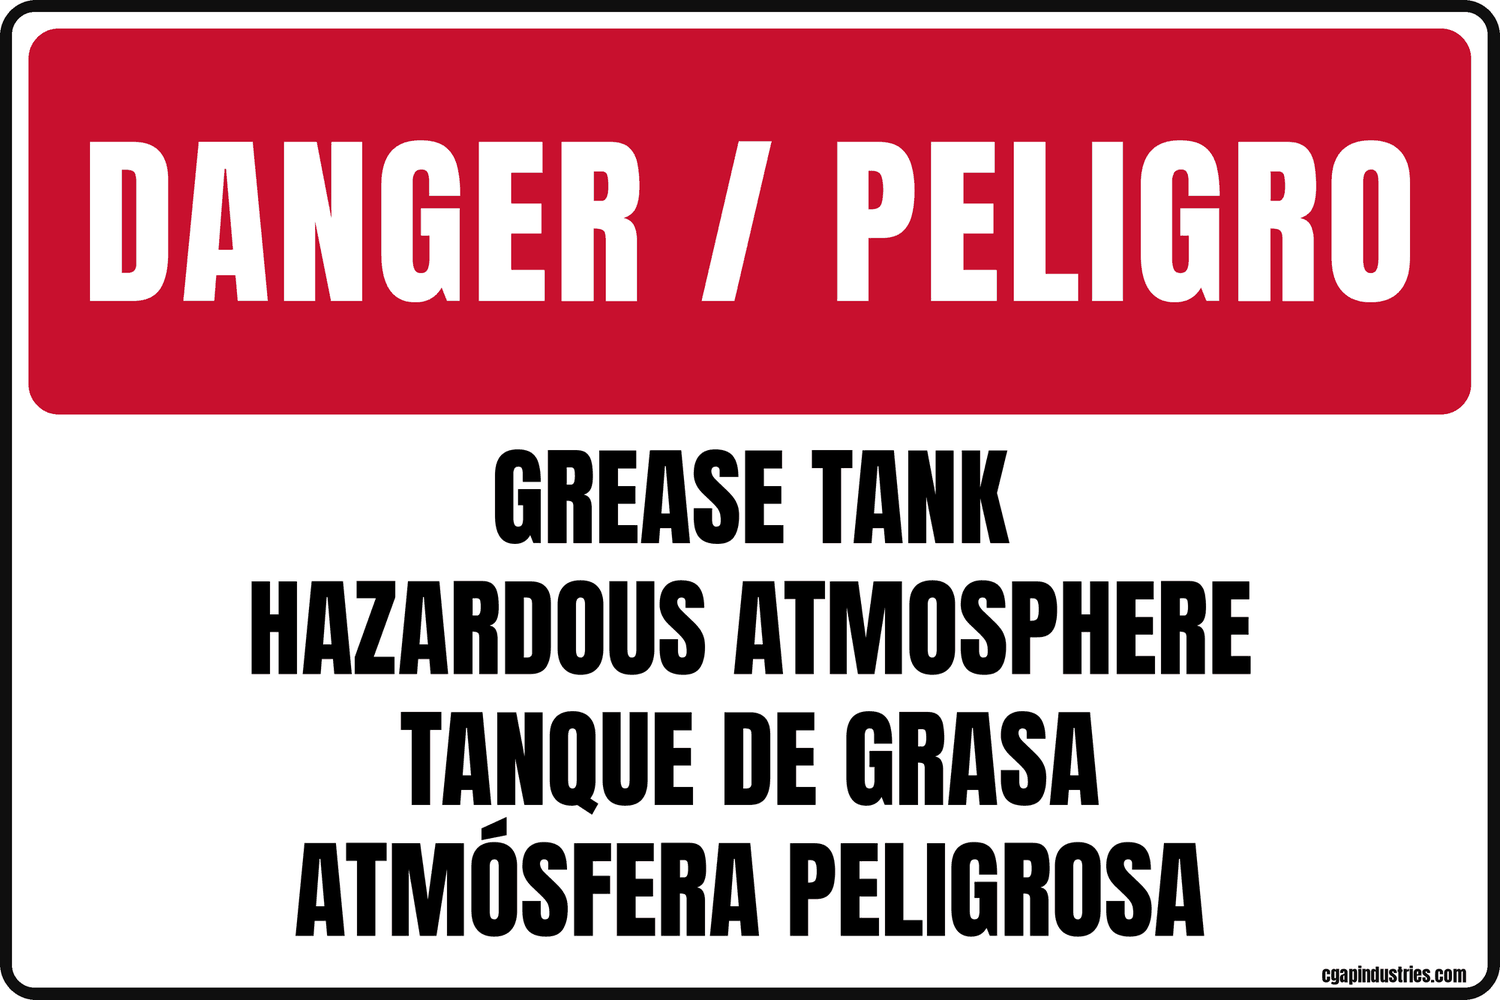 DANGER / PELIGRO
GREASE TANK
HAZARDOUS ATMOSPHERE
TANQUE DE GRASA
ATMÓSFERA PELIGROSA
cgapindustries.com